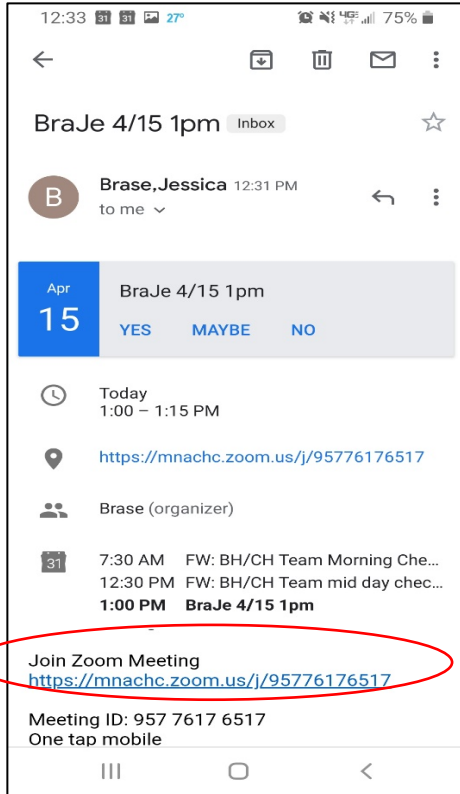 12:33 31 31 27° 4GE 75%
BraJe 4/15 1pm Inbox
B
Brase,Jessica 12:31 PM
to me
Apr
15
BraJe 4/15 1pm
YES MAYBE NO
Today
1:00 – 1:15 PM
https://mnachc.zoom.us/j/95776176517
Brase (organizer)
31
7:30 AM FW: BH/CH Team Morning Che...
12:30 PM FW: BH/CH Team mid day chec...
1:00 PM BraJe 4/15 1pm
Join Zoom Meeting
https://mnachc.zoom.us/j/95776176517
Meeting ID: 957 7617 6517
One tap mobile